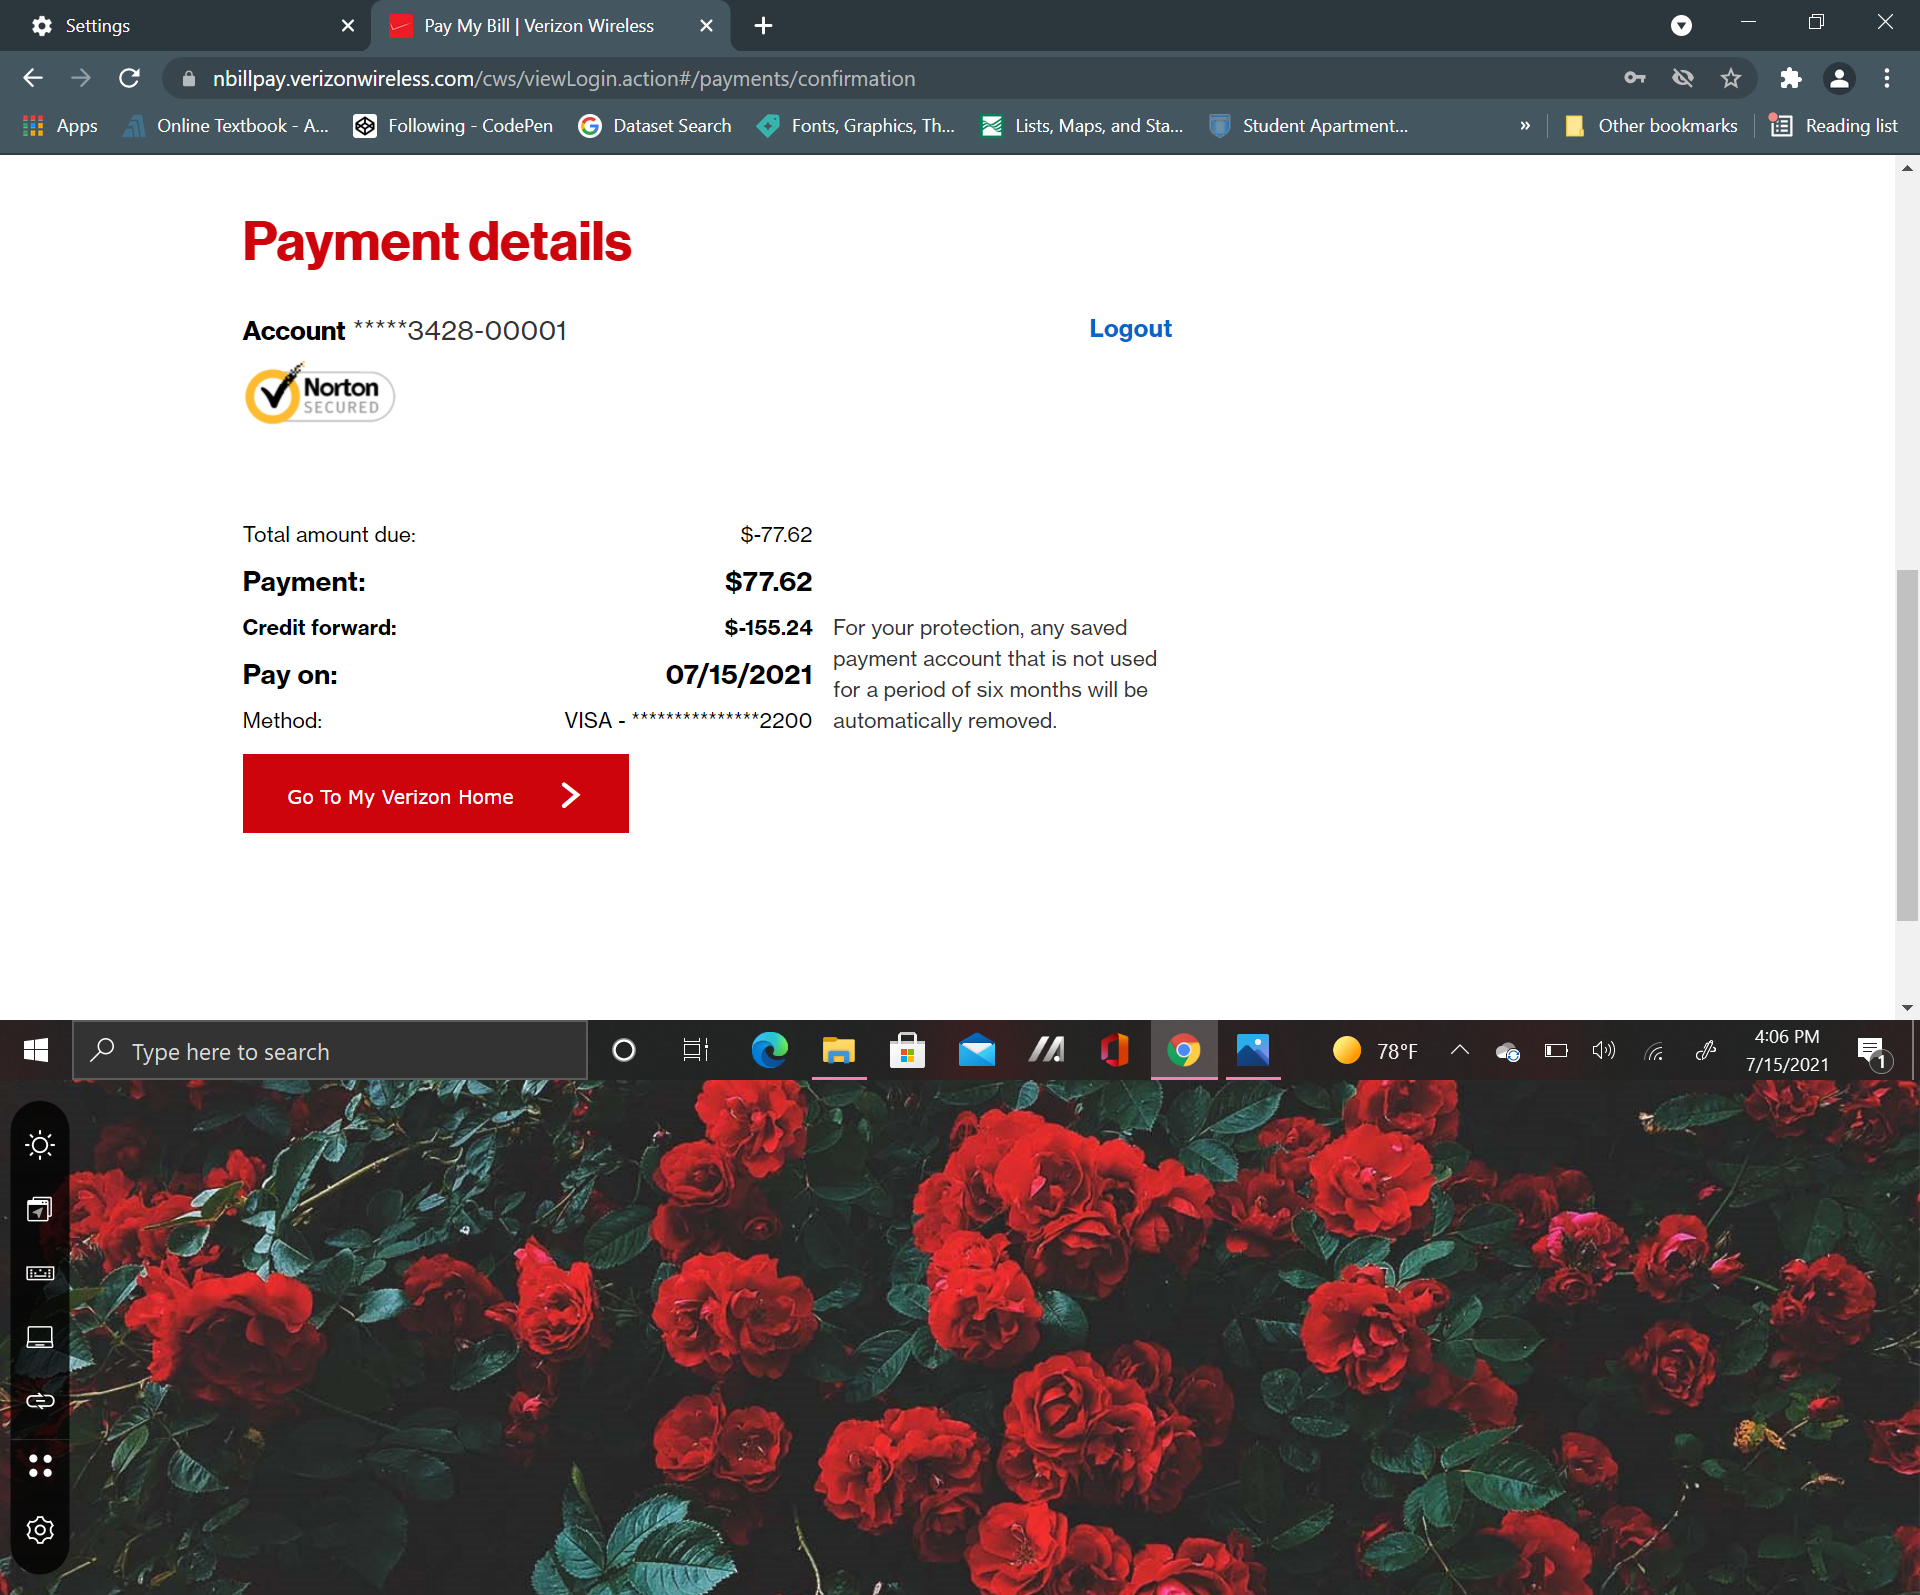 Settings
Pay My Bill | Verizon Wireless
nbillpay.verizonwireless.com/cws/viewLogin.action#/payments/confirmation
Apps
Online Textbook - A...
Following - CodePen
Dataset Search
Fonts, Graphics, Th...
Lists, Maps, and Sta...
Student Apartment...
»
Other bookmarks
Reading list
Payment details
Account *****3428-00001
Logout
Norton
SECURED
Total amount due: $-77.62
Payment: $77.62
Credit forward: $-155.24
For your protection, any saved
payment account that is not used
for a period of six months will be
automatically removed.
Pay on: 07/15/2021
Method: VISA - ***************2200
Go To My Verizon Home
Type here to search
78°F
4:06 PM
7/15/2021
1